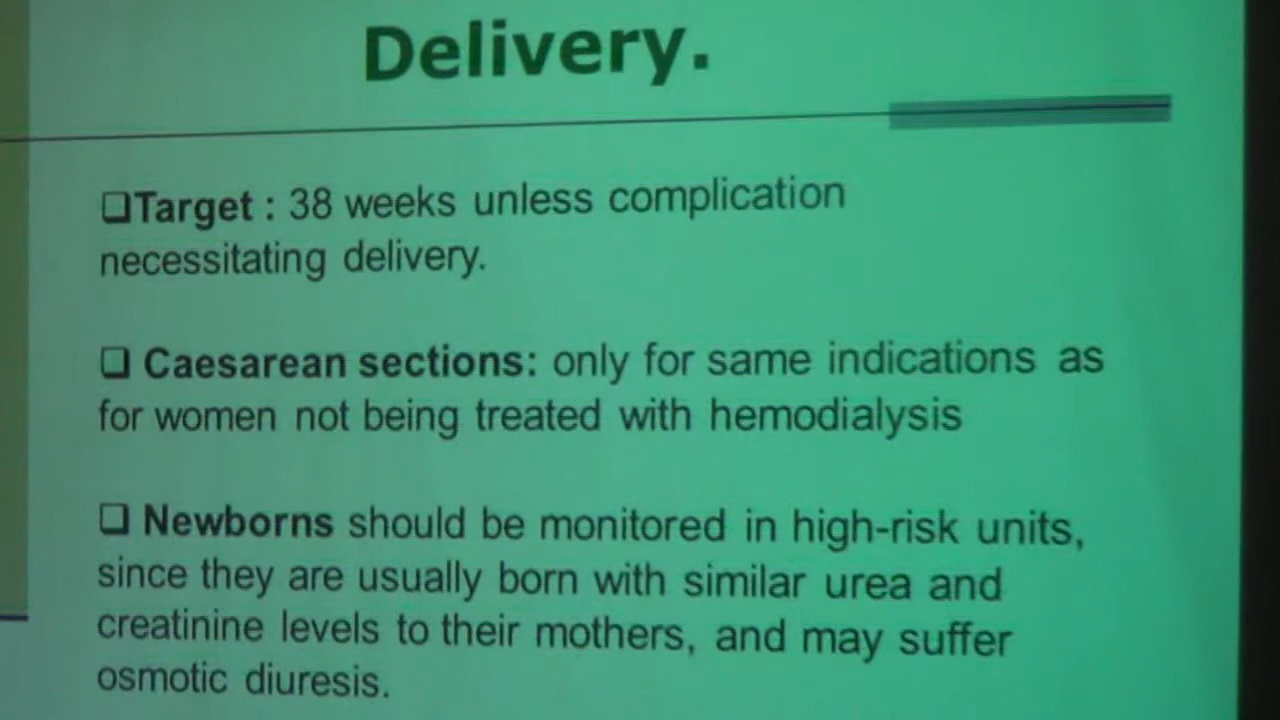 Delivery.
❑Target : 38 weeks unless complication
necessitating delivery.
❑ Caesarean sections: only for same indications as
for women not being treated with hemodialysis
❑ Newborns should be monitored in high-risk units,
since they are usually born with similar urea and
creatinine levels to their mothers, and may suffer
osmotic diuresis.